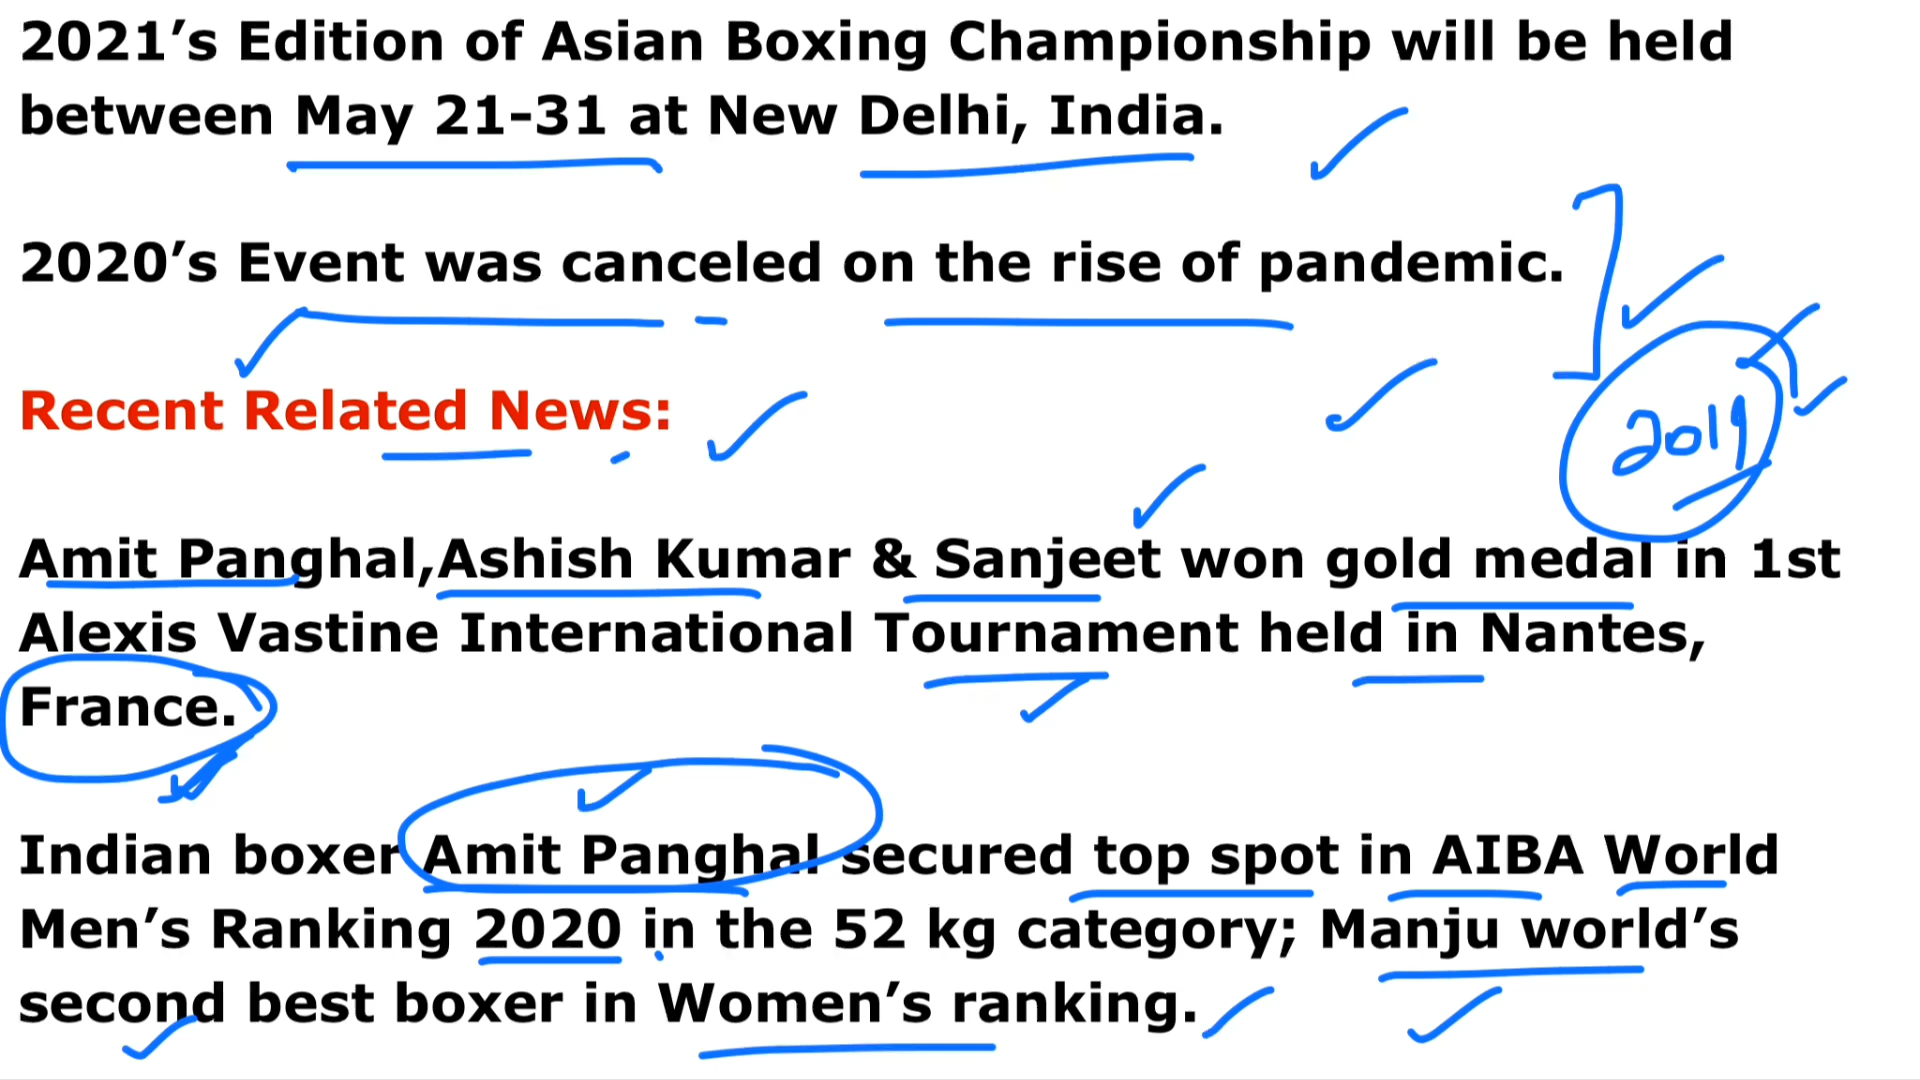 2021’s Edition of Asian Boxing Championship will be held
between May 21-31 at New Delhi, India.
2020’s Event was canceled on the rise of pandemic.
Recent Related News:
2019
Amit Panghal,Ashish Kumar & Sanjeet won gold medal in 1st
Alexis Vastine International Tournament held in Nantes,
France.
Indian boxer Amit Panghal secured top spot in AIBA World
Men’s Ranking 2020 in the 52 kg category; Manju world’s
second best boxer in Women’s ranking.